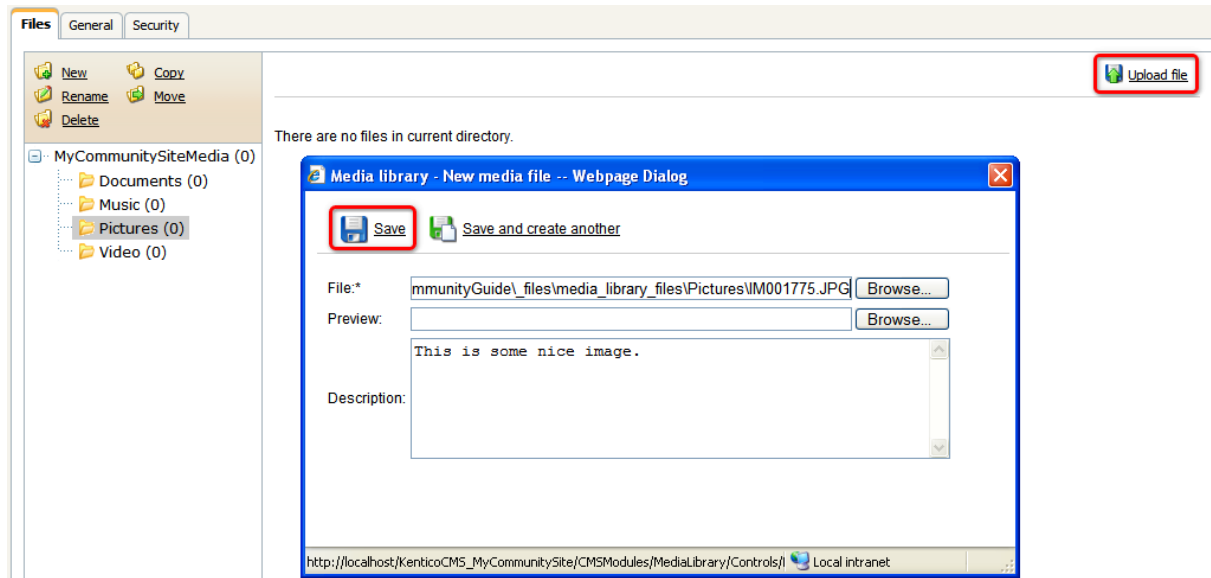 Files General Security
New Copy
Rename Move
Delete
Upload file
There are no files in current directory.
MyCommunitySiteMedia (0)
Documents (0)
Music (0)
Pictures (0)
Video (0)
Media library - New media file -- Webpage Dialog
Save Save and create another
File:* mmunityGuide\_files\media_library_files\Pictures\IM001775.JPG Browse...
Preview: Browse...
This is some nice image.
Description:
http://localhost/KenticoCMS_MyCommunitySite/CMSModules/MediaLibrary/Controls/l Local intranet